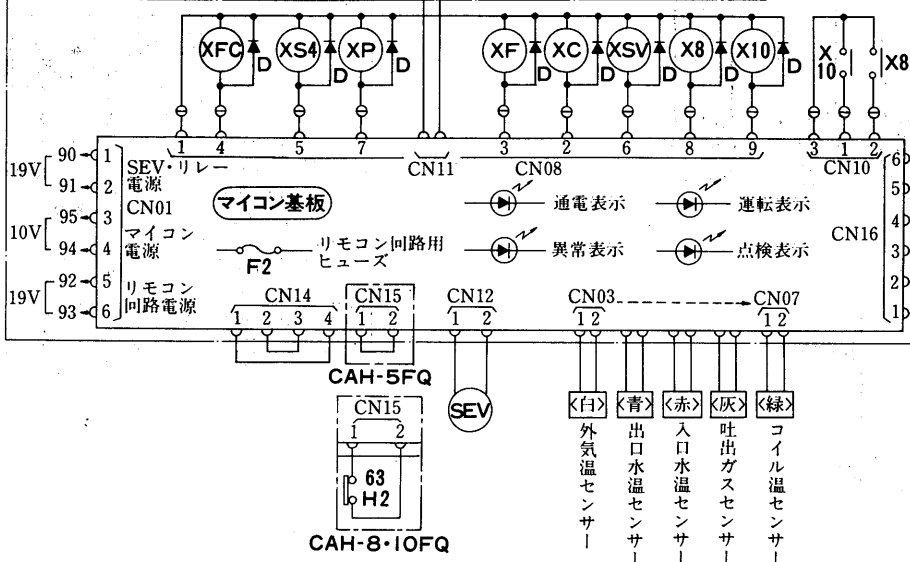 XFC D XS4 D XP D XF D XC D XSV D X8 D X10 D X10 X8
1 4 5 7 3 2 6 8 9 3 1 2
CN11 CN08 CN10
19V 90 1 SEV・リレー
91 2 電源
CN01
10V 95 3 マイコン
94 4 電源
19V 92 5 リモコン
93 6 回路電源
マイコン基板
通電表示
運転表示
F2
リモコン回路用
ヒューズ
異常表示
点検表示
CN16
6
5
4
3
2
1
CN14 CN15 CN12 CN03 CN07
1 2 3 4 1 2 1 2 1 2 1 2
CAH-5FQ
SEV
CN15
1 2
63
H2
CAH-8・10FQ
<白> <青> <赤> <灰> <緑>
外気温センサー
出口水温センサー
入口水温センサー
吐出ガスセンサー
コイル温センサー